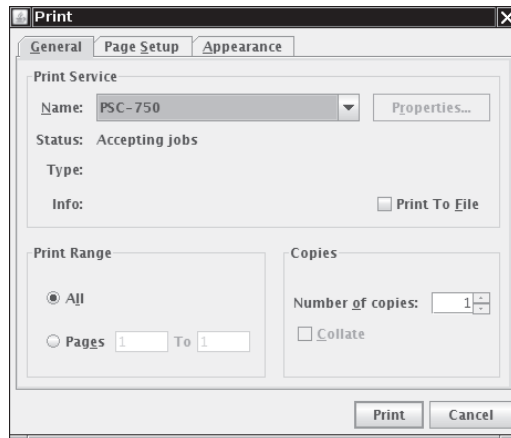 Print
General Page Setup Appearance
Print Service
Name: PSC-750 Properties...
Status: Accepting jobs
Type:
Info: Print To File
Print Range
All
Pages 1 To 1
Copies
Number of copies: 1
Collate
Print Cancel